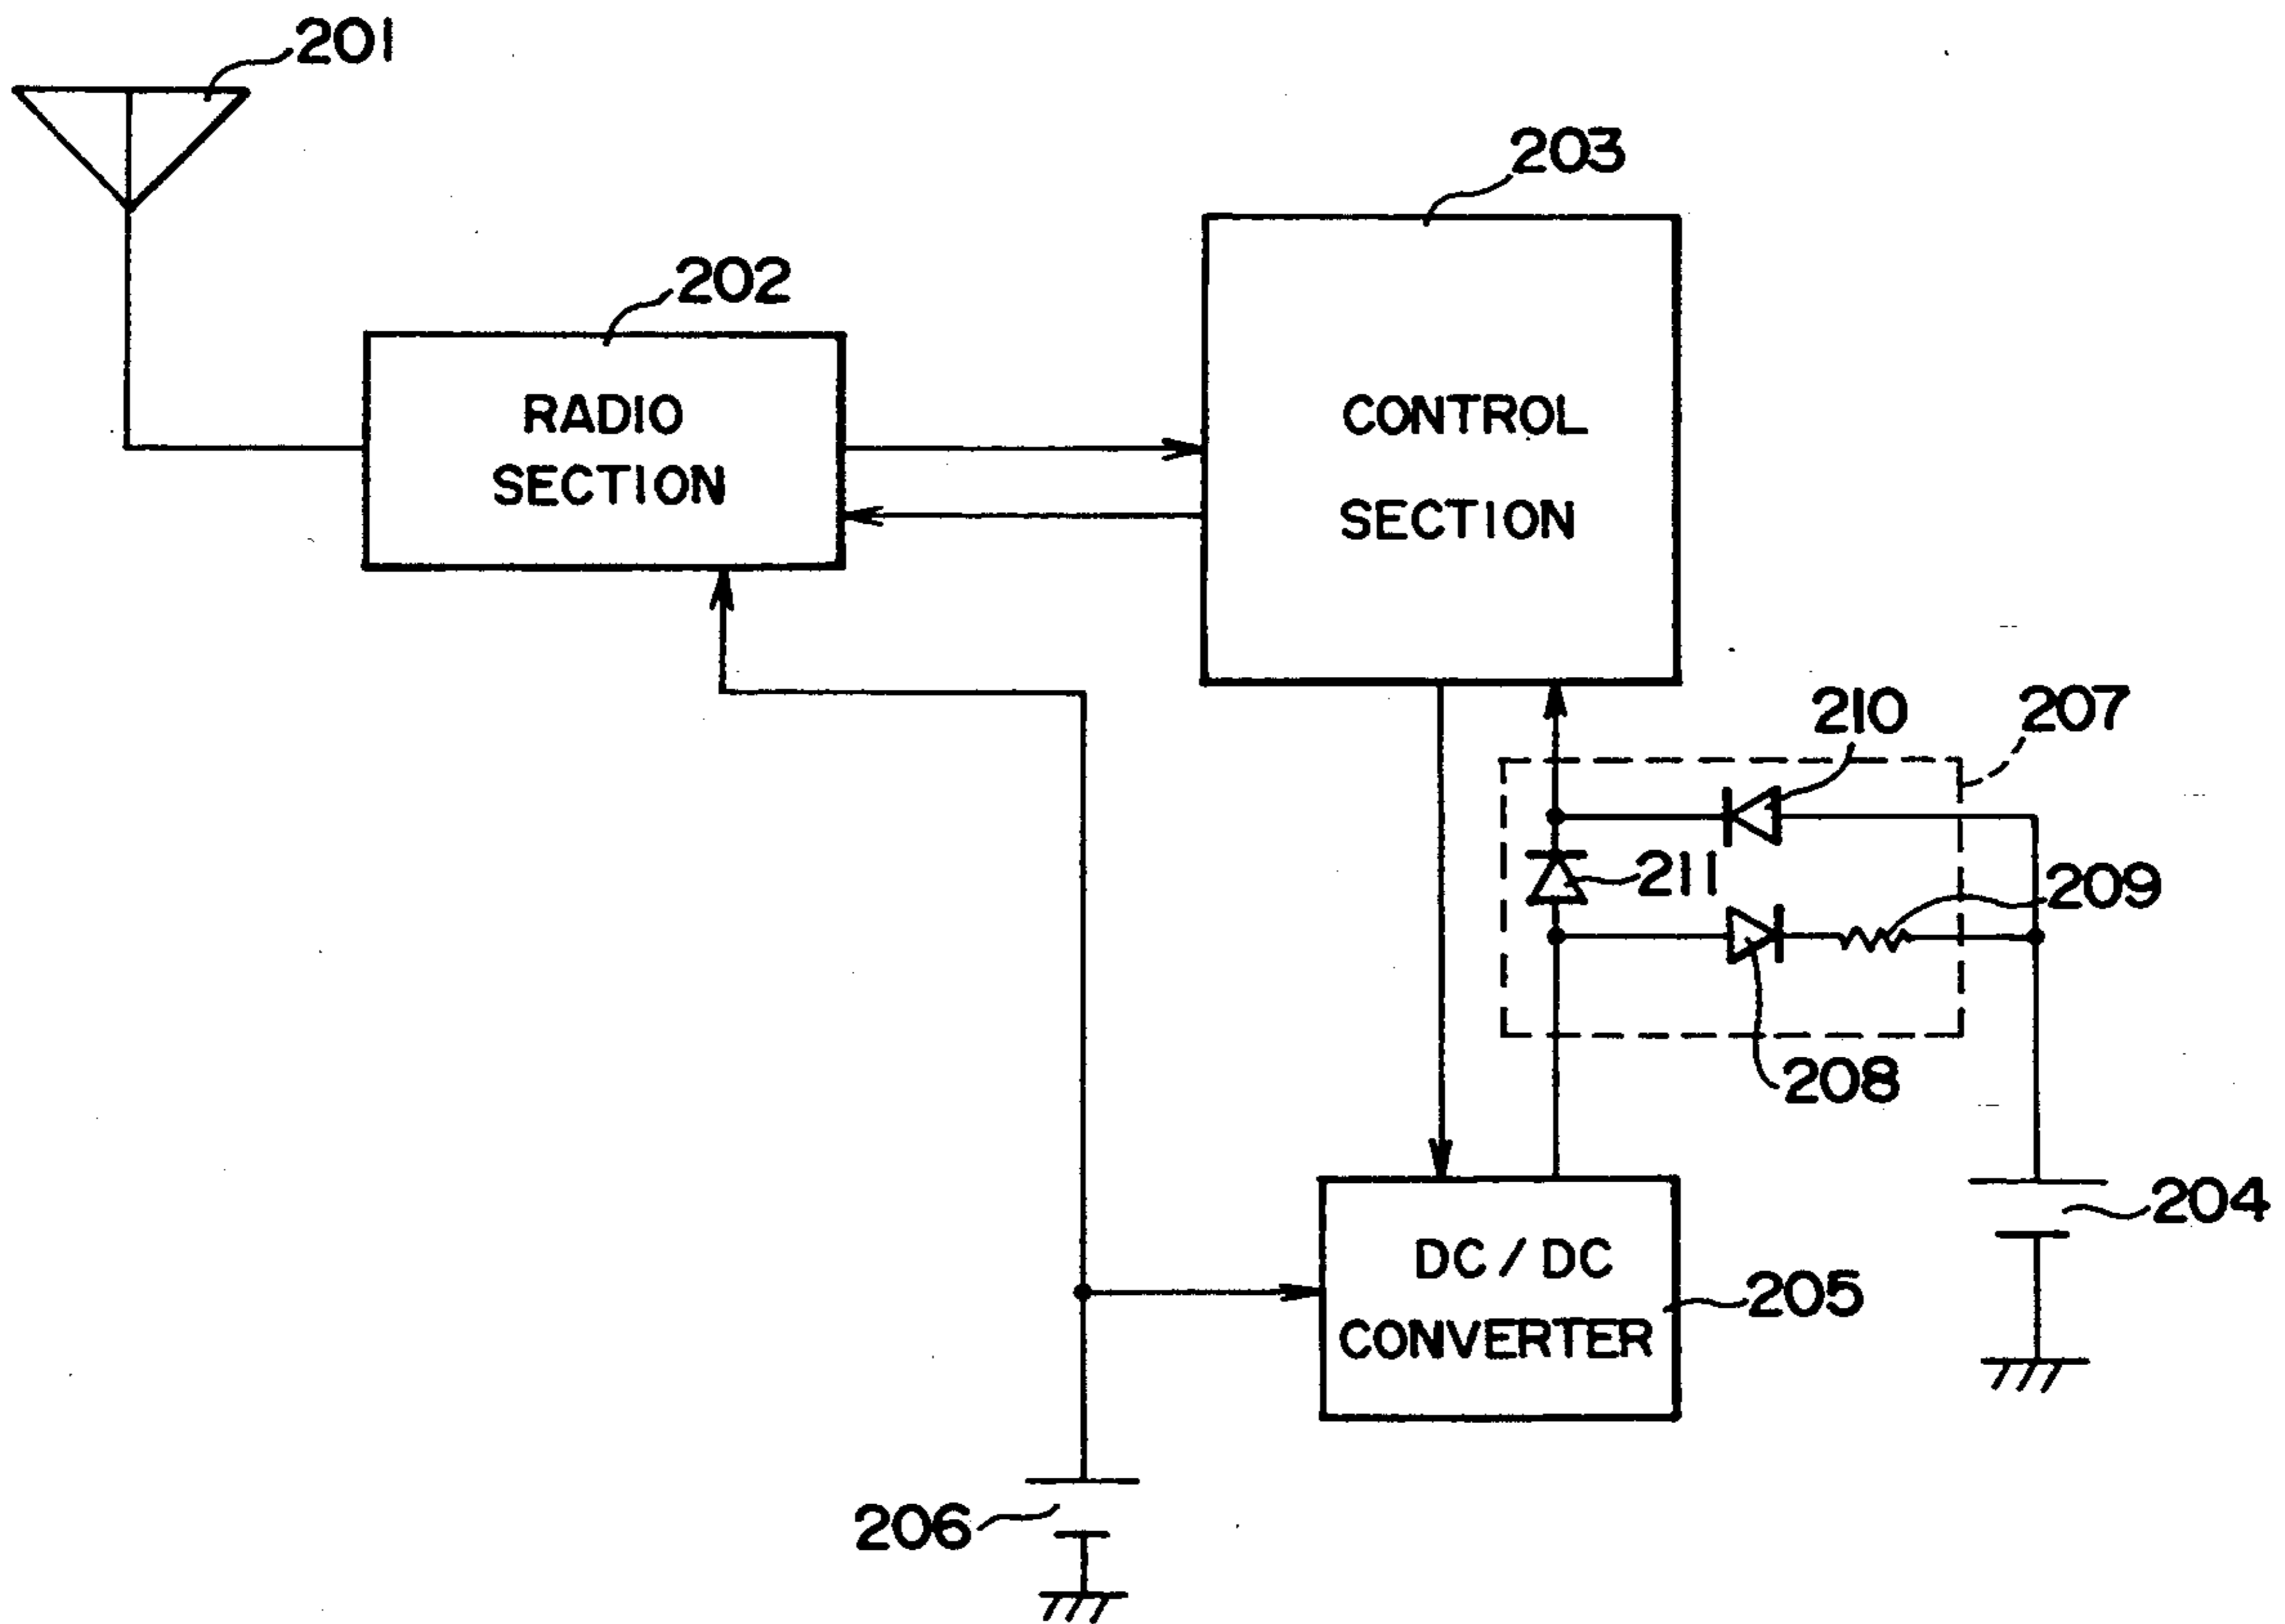 201
203
202
RADIO
SECTION
CONTROL
SECTION
210
207
211
209
208
204
DC / DC
CONVERTER
205
206